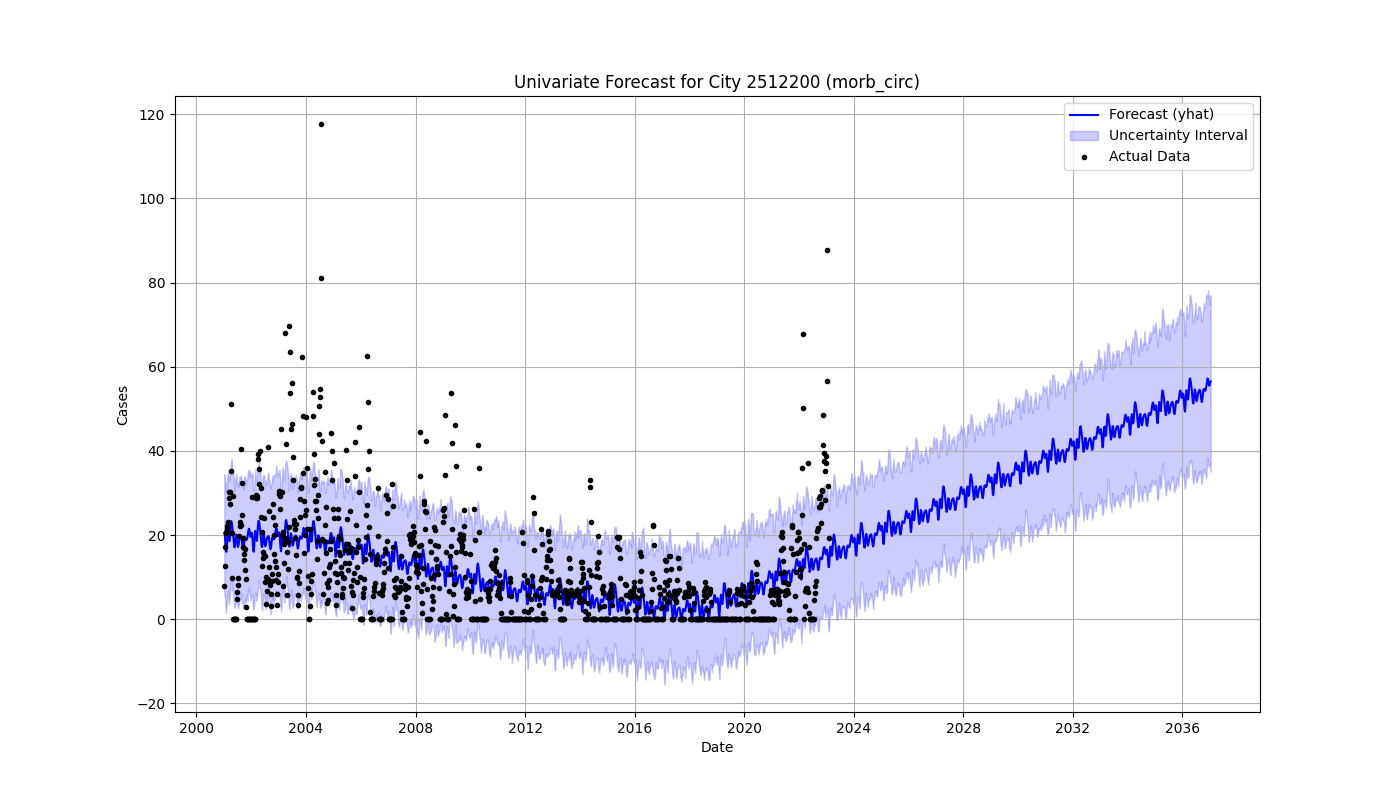 Univariate Forecast for City 2512200 (morb_circ)
Forecast (yhat)
Uncertainty Interval
Actual Data
120
100
80
60
40
20
0
−20
Cases
2000 2004 2008 2012 2016 2020 2024 2028 2032 2036
Date